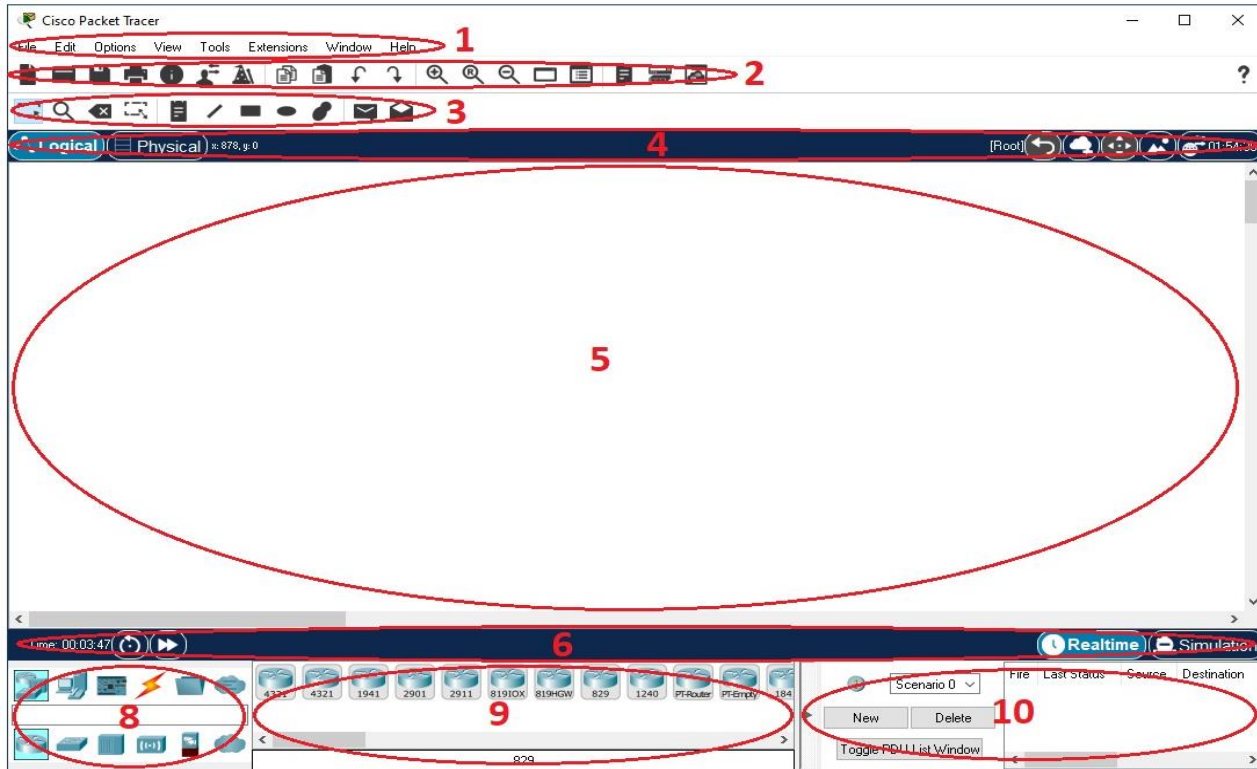 Cisco Packet Tracer
File Edit Options View Tools Extensions Window Help 1
2 ?
3
Logical Physical x: 878, y: 0 4 [Root] 01:54:
5
Time: 00:03:47 6 Realtime Simulation
4331 4321 1941 2901 2911 819IOX 819HGW 829 1240 PT-Router PT-Empty 184
8 9 10
Scenario 0 Fire Last Status Source Destination
New Delete
Toggle PDU List Window
829